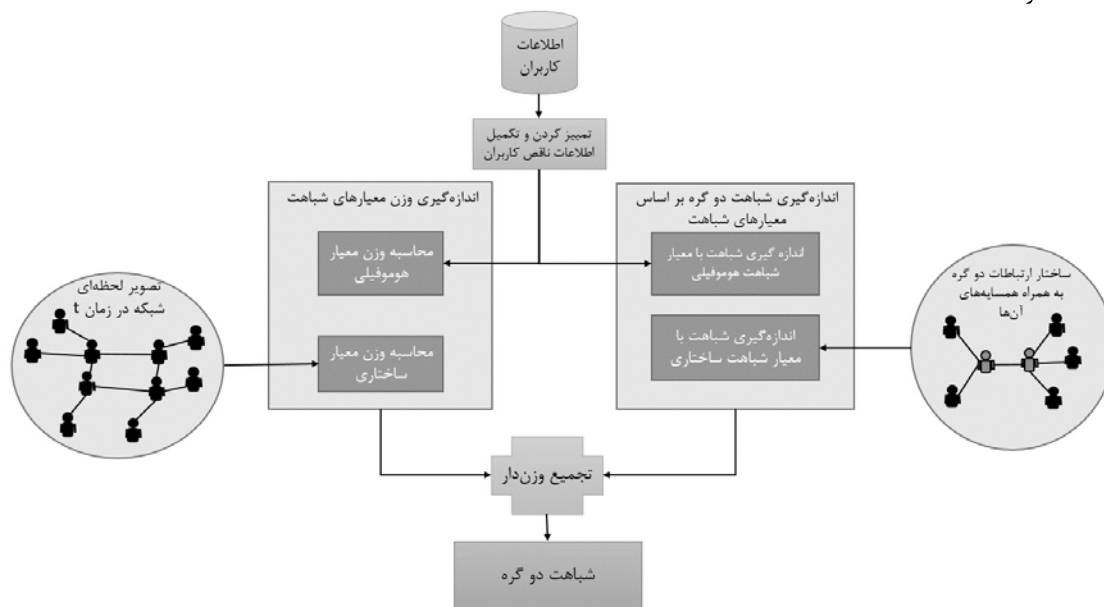 اطلاعات
کاربران
تمییز کردن و تکمیل
اطلاعات ناقص کاربران
اندازه‌گیری شباهت دو گره بر اساس
معیارهای شباهت
اندازه گیری شباهت با معیار
شباهت هوموفیلی
اندازه‌گیری شباهت با
معیار شباهت ساختاری
اندازه‌گیری وزن معیارهای شباهت
محاسبه وزن معیار
هوموفیلی
محاسبه وزن معیار
ساختاری
ساختار ارتباطات دو گره
به همراه همسایه‌های
آن‌ها
تصویر لحظه‌ای
شبکه در زمان t
تجمیع وزن‌دار
شباهت دو گره